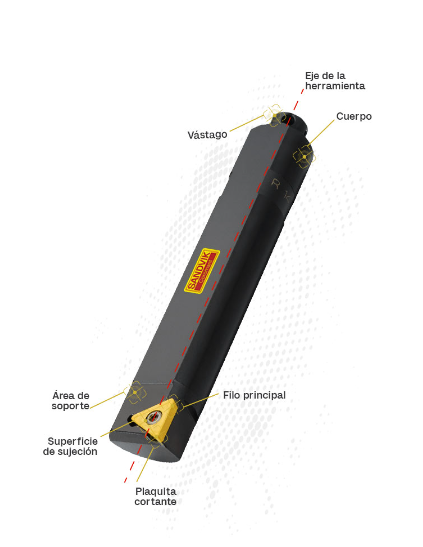 Eje de la
herramienta
Cuerpo
Vástago
R
SANDVIK
Área de
soporte
Filo principal
Superficie
de sujeción
Plaquita
cortante